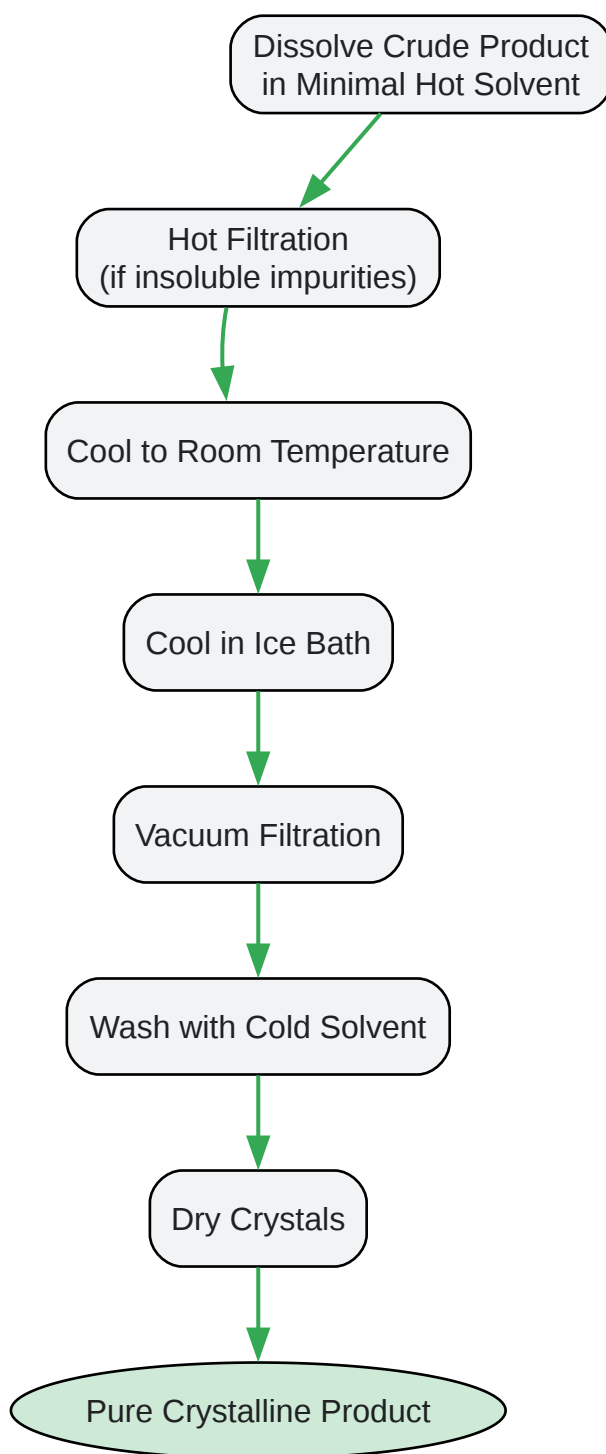 Dissolve Crude Product
in Minimal Hot Solvent
Hot Filtration
(if insoluble impurities)
Cool to Room Temperature
Cool in Ice Bath
Vacuum Filtration
Wash with Cold Solvent
Dry Crystals
Pure Crystalline Product